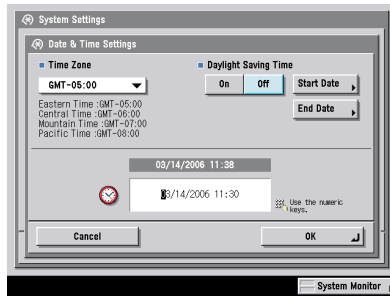 System Settings
Date & Time Settings
Time Zone
Daylight Saving Time
GMT-05:00
On
Off
Start Date
Eastern Time :GMT-05:00
Central Time :GMT-06:00
Mountain Time :GMT-07:00
Pacific Time :GMT-08:00
End Date
03/14/2006 11:38
03/14/2006 11:30
Use the numeric
keys.
Cancel
OK
System Monitor